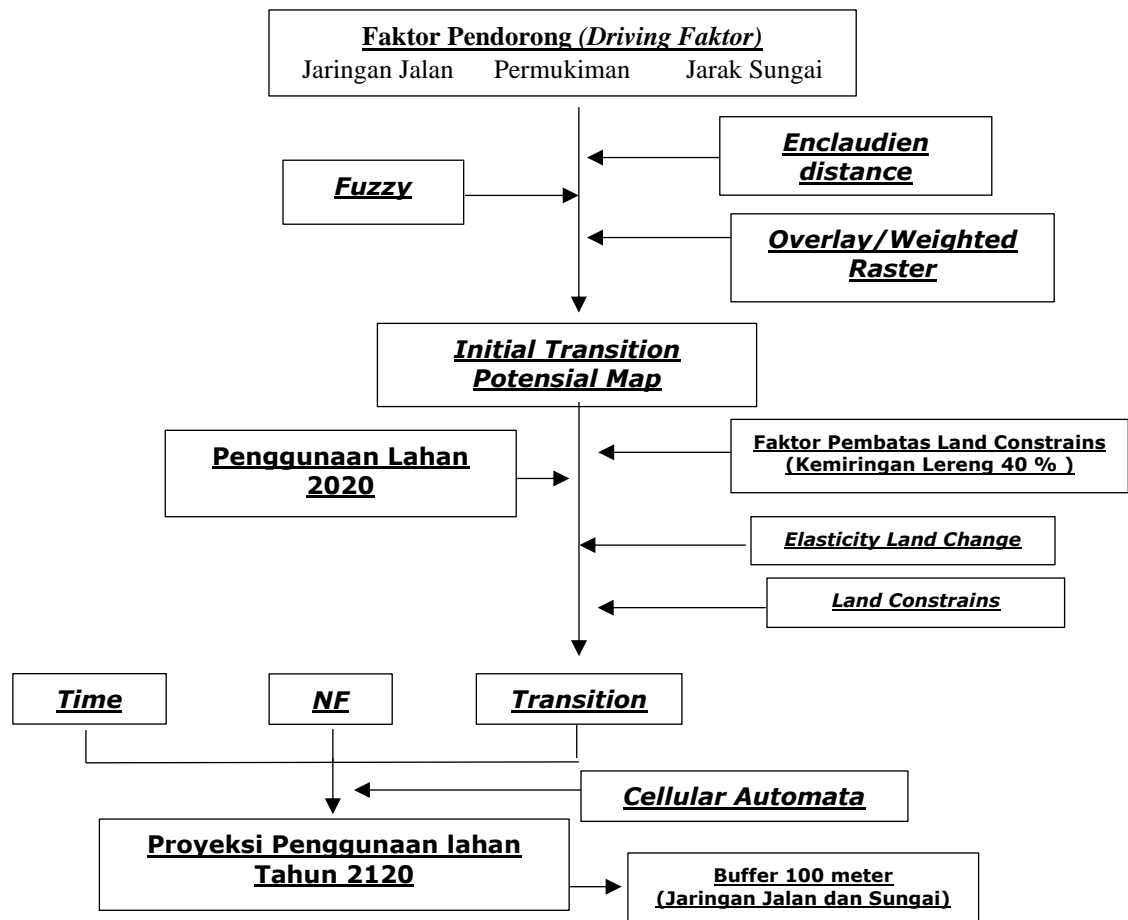 Faktor Pendorong (Driving Faktor)
Jaringan Jalan Permukiman Jarak Sungai
Enclaudien
distance
Fuzzy
Overlay/Weighted
Raster
Initial Transition
Potensial Map
Faktor Pembatas Land Constrains
(Kemiringan Lereng 40 % )
Penggunaan Lahan
2020
Elasticity Land Change
Land Constrains
Time
NF
Transition
Cellular Automata
Proyeksi Penggunaan lahan
Tahun 2120
Buffer 100 meter
(Jaringan Jalan dan Sungai)